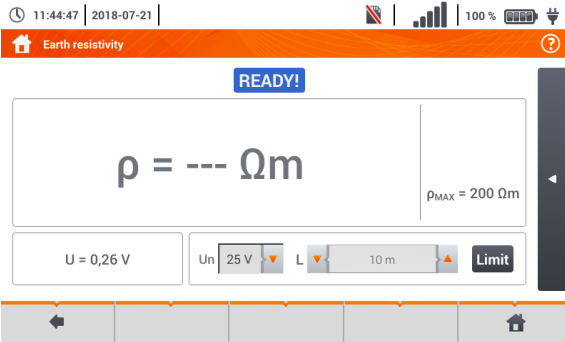 11:44:47 2018-07-21 100 %
Earth resistivity ?
READY!
ρ = --- Ωm
ρMAX = 200 Ωm
U = 0,26 V Un 25 V L 10 m Limit